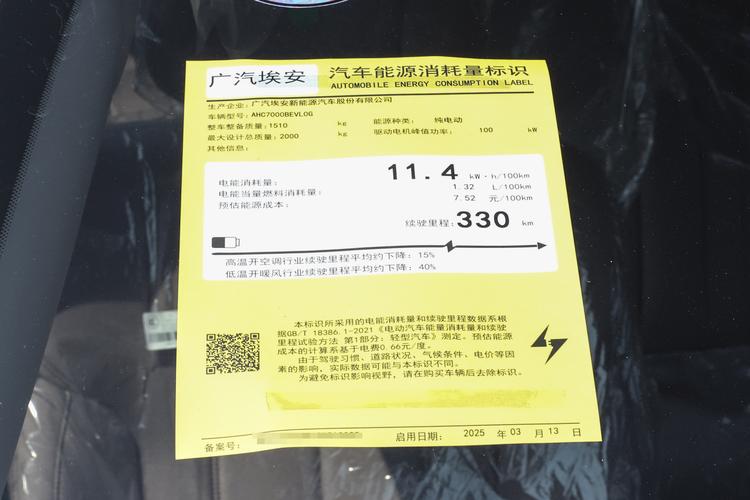 广汽埃安
汽车能源消耗量标识
AUTOMOBILE ENERGY CONSUMPTION LABEL
生产企业：广汽埃安新能源汽车股份有限公司
车辆型号：AHC7000BEVL0G 能源种类： 纯电动
整车整备质量：1510 kg 驱动电机峰值功率： 100 kW
最大设计总质量：2000 kg
其他信息：
电能消耗量： 11.4 kW·h/100km
电能当量燃料消耗量： 1.32 L/100km
预估能源成本： 7.52 元/100km
续驶里程：330 km
高温开空调行业续驶里程平均约下降：15%
低温开暖风行业续驶里程平均约下降：40%
本标识所采用的电能消耗量和续驶里程数据系根
据GB/T 18386.1-2021《电动汽车能量消耗量和续驶
里程试验方法 第1部分：轻型汽车》测定。能源
成本的计算系基于电费0.66元/度。
由于驾驶习惯、道路状况、气候条件、电价等因
素的影响，实际数据可能与本标识不同。
为避免标识影响视野，请在购买车辆后去除标识。
备案号： 启用日期： 2025 年 03 月 13 日